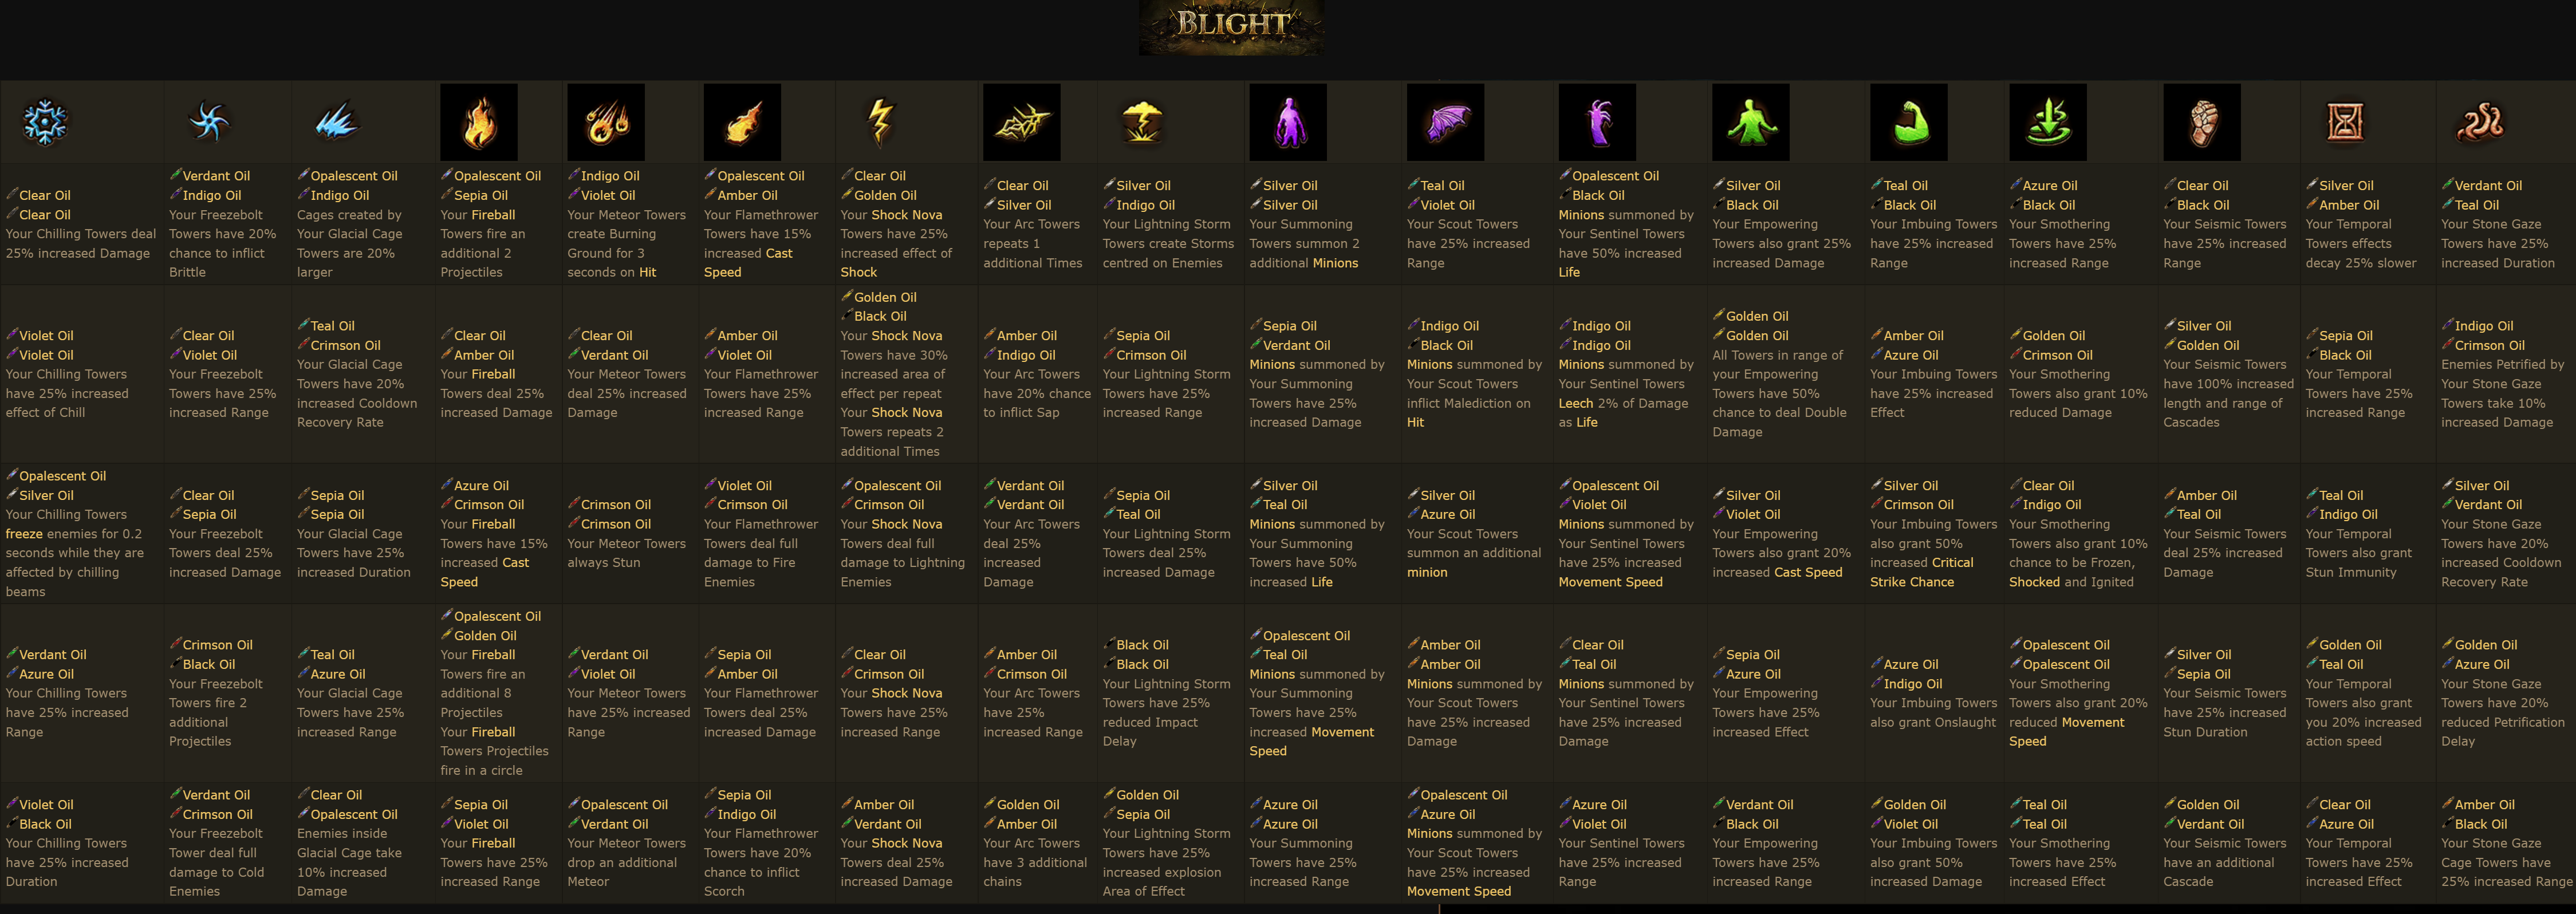 BLIGHT
Clear Oil
Clear Oil
Your Chilling Towers deal
25% increased Damage
Verdant Oil
Indigo Oil
Your Freezebolt
Towers have 20%
chance to inflict
Brittle
Opalescent Oil
Indigo Oil
Cages created by
Your Glacial Cage
Towers are 20%
larger
Opalescent Oil
Sepia Oil
Your Fireball
Towers fire an
additional 2
Projectiles
Indigo Oil
Violet Oil
Your Meteor Towers
create Burning
Ground for 3
seconds on Hit
Opalescent Oil
Amber Oil
Your Flamethrower
Towers have 15%
increased Cast
Speed
Clear Oil
Golden Oil
Your Shock Nova
Towers have 25%
increased effect of
Shock
Clear Oil
Silver Oil
Your Arc Towers
repeats 1
additional Times
Silver Oil
Indigo Oil
Your Lightning Storm
Towers create Storms
centred on Enemies
Silver Oil
Silver Oil
Your Summoning
Towers summon 2
additional Minions
Teal Oil
Violet Oil
Your Scout Towers
have 25% increased
Range
Opalescent Oil
Black Oil
Minions summoned by
Your Sentinel Towers
have 50% increased
Life
Silver Oil
Black Oil
Your Empowering
Towers also grant 25%
increased Damage
Teal Oil
Black Oil
Your Imbuing Towers
have 25% increased
Range
Azure Oil
Black Oil
Your Smothering
Towers have 25%
increased Range
Clear Oil
Black Oil
Your Seismic Towers
have 25% increased
Range
Silver Oil
Amber Oil
Your Temporal
Towers effects
decay 25% slower
Verdant Oil
Teal Oil
Your Stone Gaze
Towers have 25%
increased Duration
Violet Oil
Violet Oil
Your Chilling Towers
have 25% increased
effect of Chill
Clear Oil
Violet Oil
Your Freezebolt
Towers have 25%
increased Range
Teal Oil
Crimson Oil
Your Glacial Cage
Towers have 20%
increased Cooldown
Recovery Rate
Clear Oil
Amber Oil
Your Fireball
Towers deal 25%
increased Damage
Clear Oil
Verdant Oil
Your Meteor Towers
deal 25% increased
Damage
Amber Oil
Violet Oil
Your Flamethrower
Towers have 25%
increased Range
Golden Oil
Black Oil
Your Shock Nova
Towers have 30%
increased area of
effect per repeat
Your Shock Nova
Towers repeats 2
additional Times
Amber Oil
Indigo Oil
Your Arc Towers
have 20% chance
to inflict Sap
Sepia Oil
Crimson Oil
Your Lightning Storm
Towers have 25%
increased Range
Sepia Oil
Verdant Oil
Minions summoned by
Your Summoning
Towers have 25%
increased Damage
Indigo Oil
Black Oil
Minions summoned by
Your Scout Towers
inflict Malediction on
Hit
Indigo Oil
Indigo Oil
Minions summoned by
Your Sentinel Towers
Leech 2% of Damage
as Life
Golden Oil
Golden Oil
All Towers in range of
your Empowering
Towers have 50%
chance to deal Double
Damage
Amber Oil
Azure Oil
Your Imbuing Towers
have 25% increased
Effect
Golden Oil
Crimson Oil
Your Smothering
Towers also grant 10%
reduced Damage
Silver Oil
Golden Oil
Your Seismic Towers
have 100% increased
length and range of
Cascades
Sepia Oil
Black Oil
Your Temporal
Towers have 25%
increased Range
Indigo Oil
Crimson Oil
Enemies Petrified by
Your Stone Gaze
Towers take 10%
increased Damage
Opalescent Oil
Silver Oil
Your Chilling Towers
freeze enemies for 0.2
seconds while they are
affected by chilling
beams
Clear Oil
Sepia Oil
Your Freezebolt
Towers deal 25%
increased Damage
Sepia Oil
Sepia Oil
Your Glacial Cage
Towers have 25%
increased Duration
Azure Oil
Crimson Oil
Your Fireball
Towers have 15%
increased Cast
Speed
Crimson Oil
Crimson Oil
Your Meteor Towers
always Stun
Violet Oil
Crimson Oil
Your Flamethrower
Towers deal full
damage to Fire
Enemies
Opalescent Oil
Crimson Oil
Your Shock Nova
Towers deal full
damage to Lightning
Enemies
Verdant Oil
Verdant Oil
Your Arc Towers
deal 25%
increased
Damage
Sepia Oil
Teal Oil
Your Lightning Storm
Towers deal 25%
increased Damage
Silver Oil
Teal Oil
Minions summoned by
Your Summoning
Towers have 50%
increased Life
Silver Oil
Azure Oil
Your Scout Towers
summon an additional
minion
Opalescent Oil
Violet Oil
Minions summoned by
Your Sentinel Towers
have 25% increased
Movement Speed
Silver Oil
Violet Oil
Your Empowering
Towers also grant 20%
increased Cast Speed
Silver Oil
Crimson Oil
Your Imbuing Towers
also grant 50%
increased Critical
Strike Chance
Clear Oil
Indigo Oil
Your Smothering
Towers also grant 10%
chance to be Frozen,
Shocked and Ignited
Amber Oil
Teal Oil
Your Seismic Towers
deal 25% increased
Damage
Teal Oil
Indigo Oil
Your Temporal
Towers also grant
Stun Immunity
Silver Oil
Verdant Oil
Your Stone Gaze
Towers have 20%
increased Cooldown
Recovery Rate
Verdant Oil
Azure Oil
Your Chilling Towers
have 25% increased
Range
Crimson Oil
Black Oil
Your Freezebolt
Towers fire 2
additional
Projectiles
Teal Oil
Azure Oil
Your Glacial Cage
Towers have 25%
increased Range
Opalescent Oil
Golden Oil
Your Fireball
Towers fire an
additional 8
Projectiles
Your Fireball
Towers Projectiles
fire in a circle
Verdant Oil
Violet Oil
Your Meteor Towers
have 25% increased
Range
Sepia Oil
Amber Oil
Your Flamethrower
Towers deal 25%
increased Damage
Clear Oil
Crimson Oil
Your Shock Nova
Towers have 25%
increased Range
Amber Oil
Crimson Oil
Your Arc Towers
have 25%
increased Range
Black Oil
Black Oil
Your Lightning Storm
Towers have 25%
reduced Impact
Delay
Opalescent Oil
Teal Oil
Minions summoned by
Your Summoning
Towers have 25%
increased Movement
Speed
Amber Oil
Amber Oil
Minions summoned by
Your Scout Towers
have 25% increased
Damage
Clear Oil
Teal Oil
Minions summoned by
Your Sentinel Towers
have 25% increased
Damage
Sepia Oil
Azure Oil
Your Empowering
Towers have 25%
increased Effect
Azure Oil
Indigo Oil
Your Imbuing Towers
also grant Onslaught
Opalescent Oil
Opalescent Oil
Your Smothering
Towers also grant 20%
reduced Movement
Speed
Silver Oil
Sepia Oil
Your Seismic Towers
have 25% increased
Stun Duration
Golden Oil
Teal Oil
Your Temporal
Towers also grant
you 20% increased
action speed
Golden Oil
Azure Oil
Your Stone Gaze
Towers have 20%
reduced Petrification
Delay
Violet Oil
Black Oil
Your Chilling Towers
have 25% increased
Duration
Verdant Oil
Crimson Oil
Your Freezebolt
Tower deal full
damage to Cold
Enemies
Clear Oil
Opalescent Oil
Enemies inside
Glacial Cage take
10% increased
Damage
Sepia Oil
Violet Oil
Your Fireball
Towers have 25%
increased Range
Opalescent Oil
Verdant Oil
Your Meteor Towers
drop an additional
Meteor
Sepia Oil
Indigo Oil
Your Flamethrower
Towers have 20%
chance to inflict
Scorch
Amber Oil
Verdant Oil
Your Shock Nova
Towers deal 25%
increased Damage
Golden Oil
Amber Oil
Your Arc Towers
have 3 additional
chains
Golden Oil
Sepia Oil
Your Lightning Storm
Towers have 25%
increased explosion
Area of Effect
Azure Oil
Azure Oil
Your Summoning
Towers have 25%
increased Range
Opalescent Oil
Azure Oil
Minions summoned by
Your Scout Towers
have 25% increased
Movement Speed
Azure Oil
Violet Oil
Your Sentinel Towers
have 25% increased
Range
Verdant Oil
Black Oil
Your Empowering
Towers have 25%
increased Range
Golden Oil
Violet Oil
Your Imbuing Towers
also grant 50%
increased Damage
Teal Oil
Teal Oil
Your Smothering
Towers have 25%
increased Effect
Golden Oil
Verdant Oil
Your Seismic Towers
have an additional
Cascade
Clear Oil
Azure Oil
Your Temporal
Towers have 25%
increased Effect
Amber Oil
Black Oil
Your Stone Gaze
Cage Towers have
25% increased Range